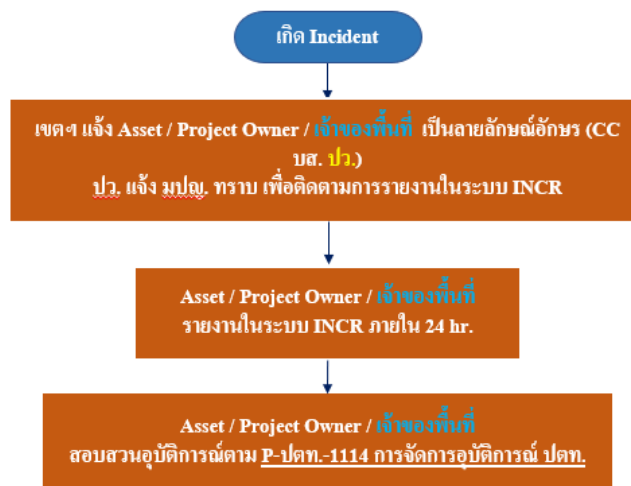 เกิด Incident
เขตฯ แจ้ง Asset / Project Owner / เจ้าของพื้นที่ เป็นลายลักษณ์อักษร (CC
บส. ปว.)
ปว. แจ้ง มปญ. ทราบ เพื่อติดตามการรายงานในระบบ INCR
Asset / Project Owner / เจ้าของพื้นที่
รายงานในระบบ INCR ภายใน 24 hr.
Asset / Project Owner / เจ้าของพื้นที่
สอบสวนอุบัติการณ์ตาม P-ปตท.-1114 การจัดการอุบัติการณ์ ปตท.